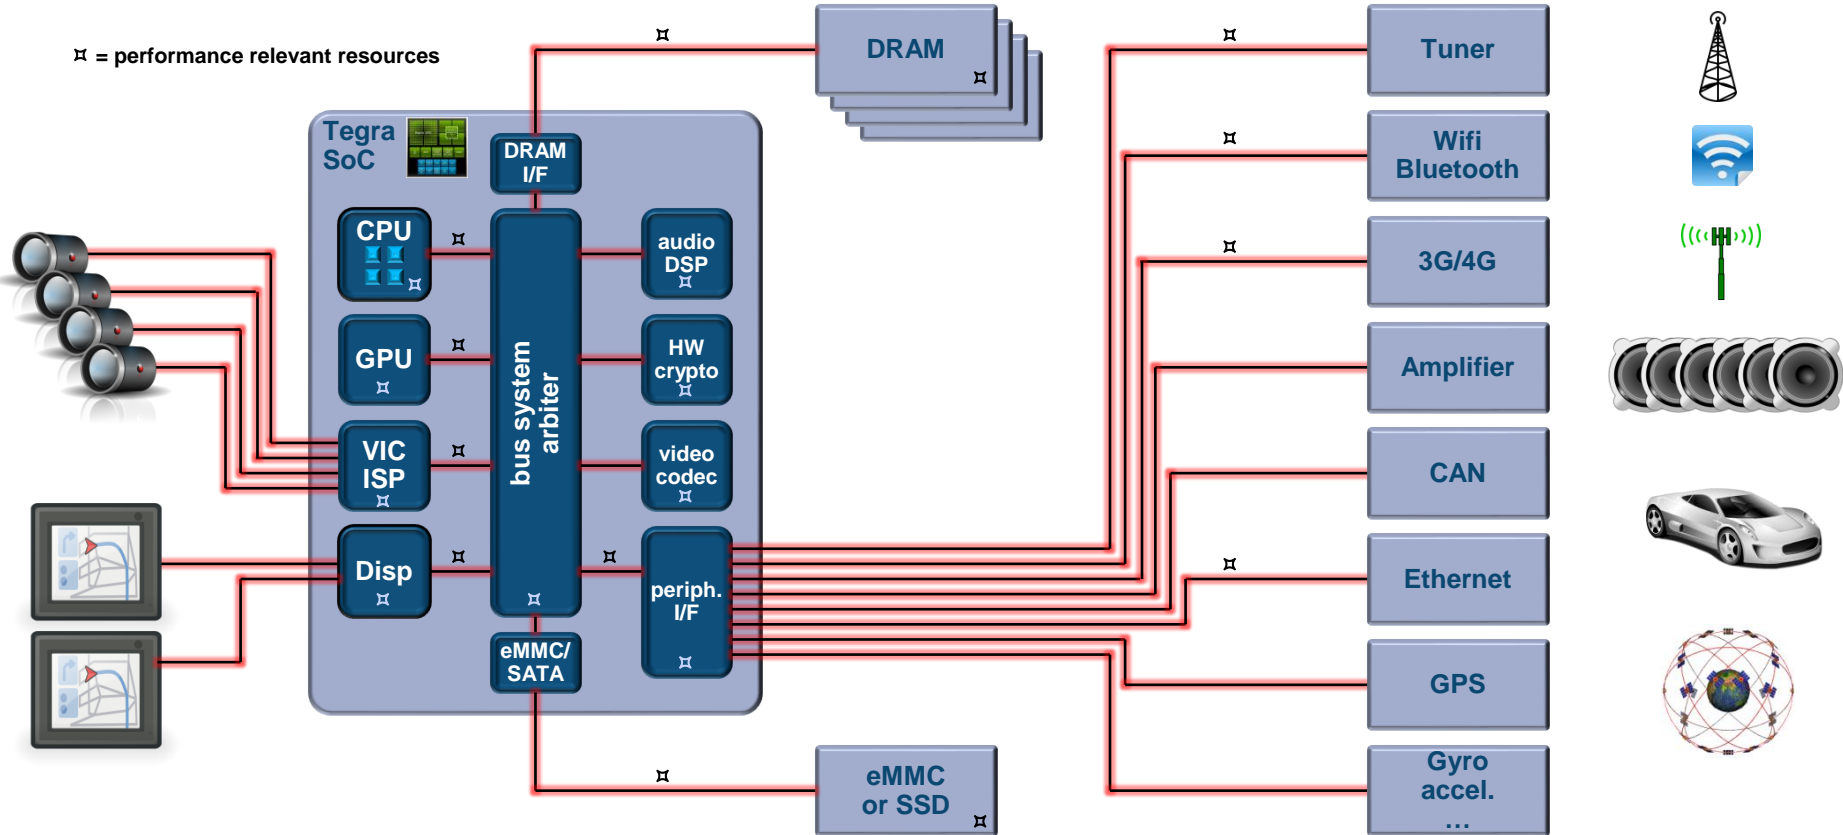 ¤ = performance relevant resources
Tegra
SoC
DRAM
I/F
CPU
GPU
VIC
ISP
Disp
bus system
arbiter
audio
DSP
HW
crypto
video
codec
periph.
I/F
eMMC/
SATA
DRAM
eMMC
or SSD
Tuner
Wifi
Bluetooth
3G/4G
Amplifier
CAN
Ethernet
GPS
Gyro
accel.
…